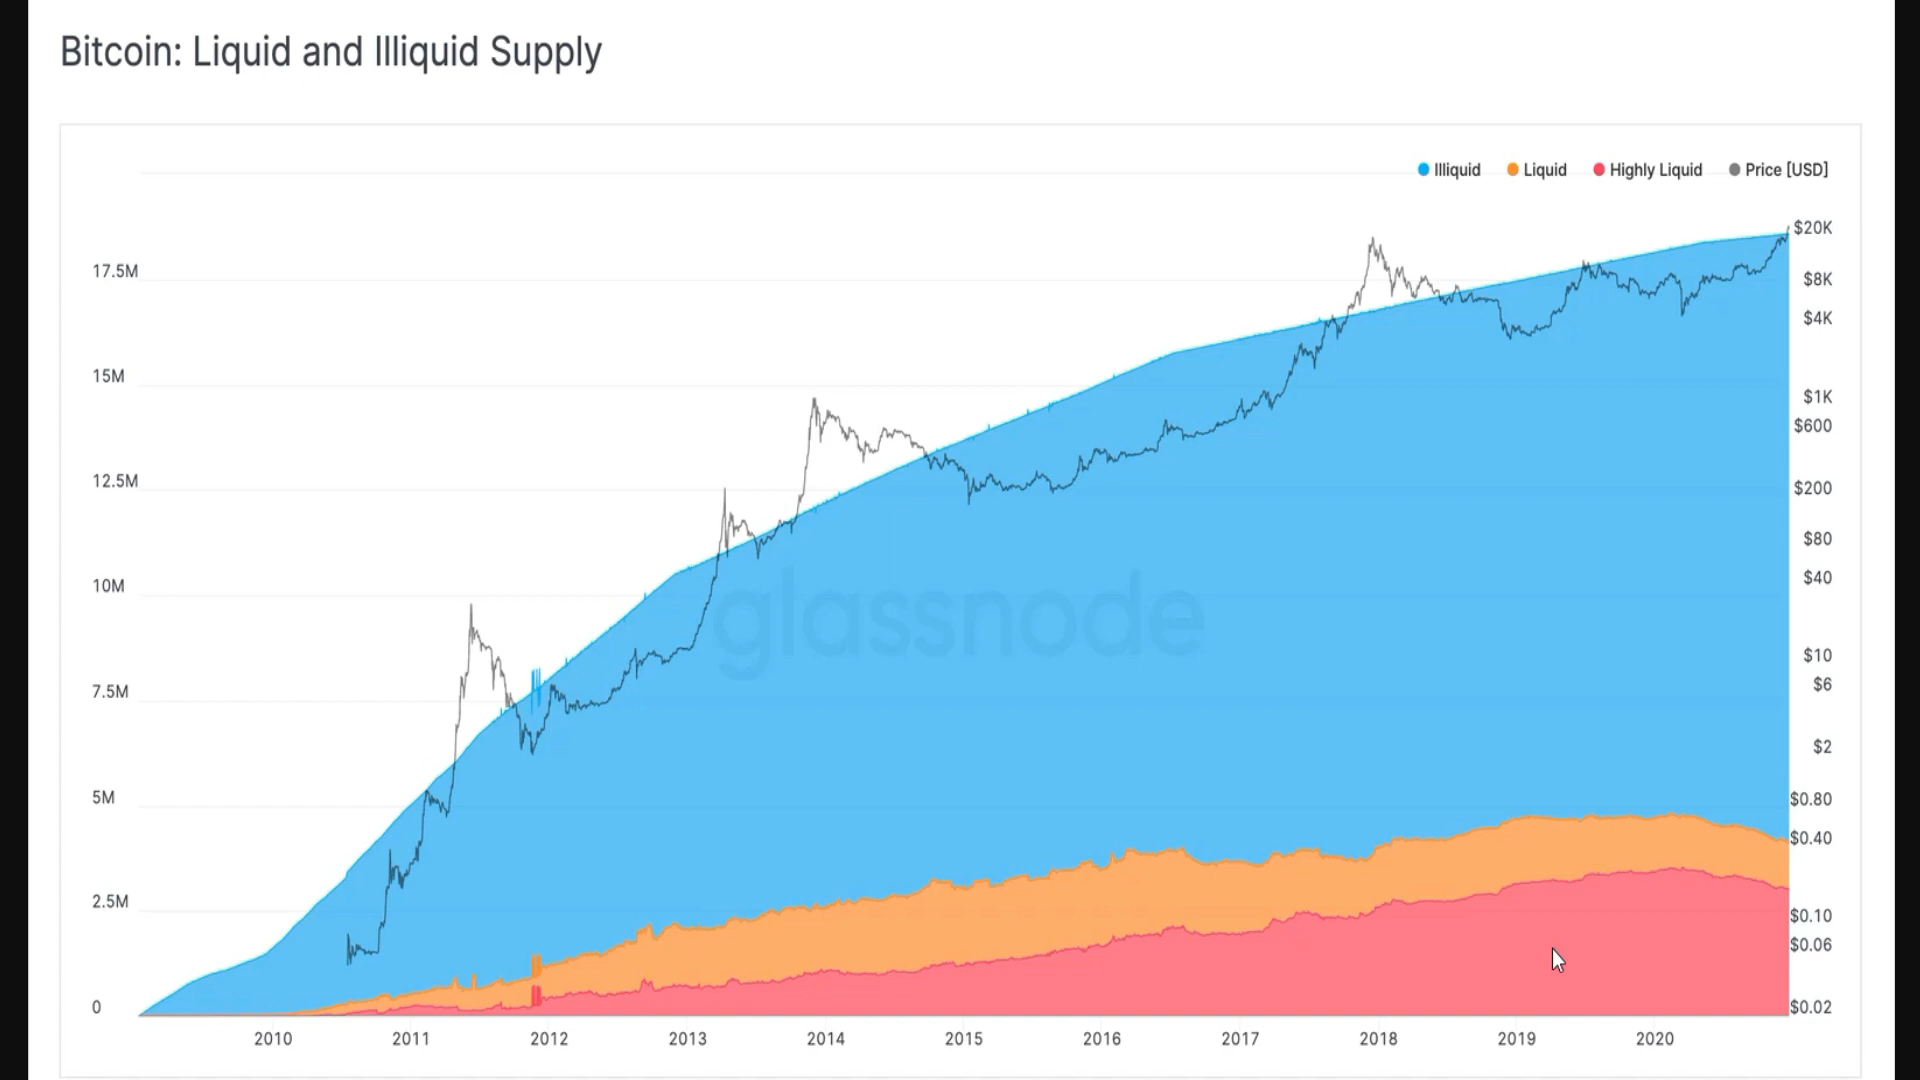 Bitcoin: Liquid and Illiquid Supply
Illiquid Liquid Highly Liquid Price [USD]
$20K
17.5M
$8K
$4K
15M
$1K
$600
12.5M
$200
$80
10M
$40
glassnode
$10
7.5M
$6
$2
5M
$0.80
$0.40
2.5M
$0.10
$0.06
0
$0.02
2010 2011 2012 2013 2014 2015 2016 2017 2018 2019 2020